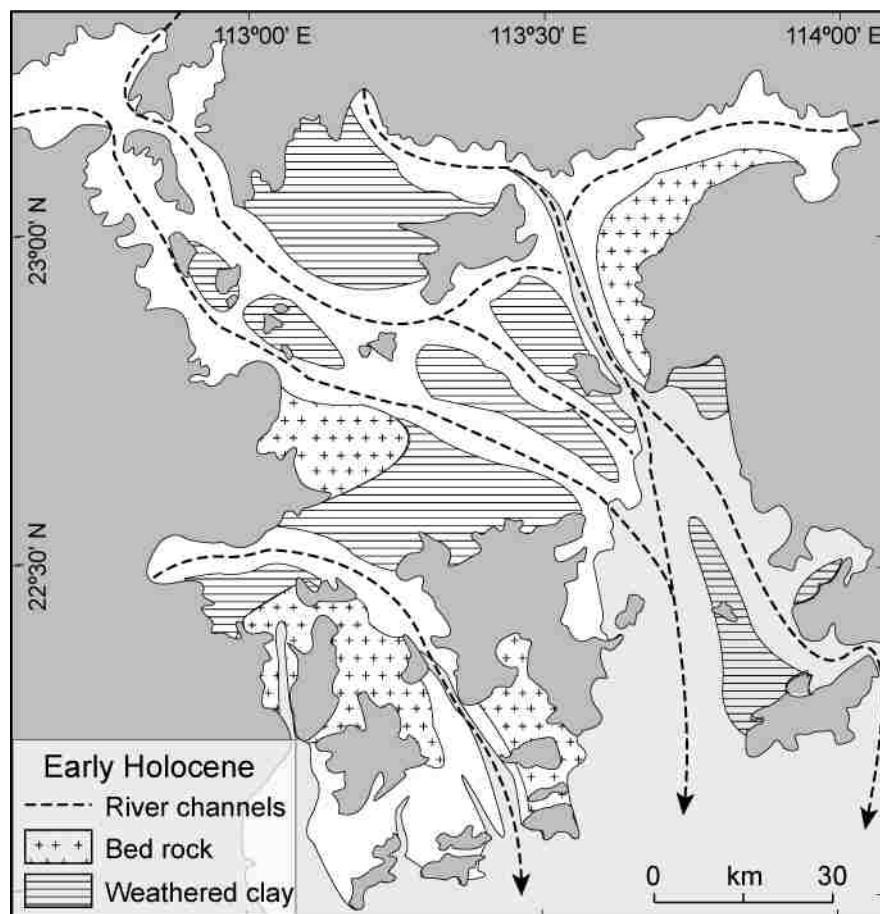 113º00' E
113º30' E
114º00' E
23º00' N
22º30' N
Early Holocene
River channels
Bed rock
Weathered clay
0 km 30